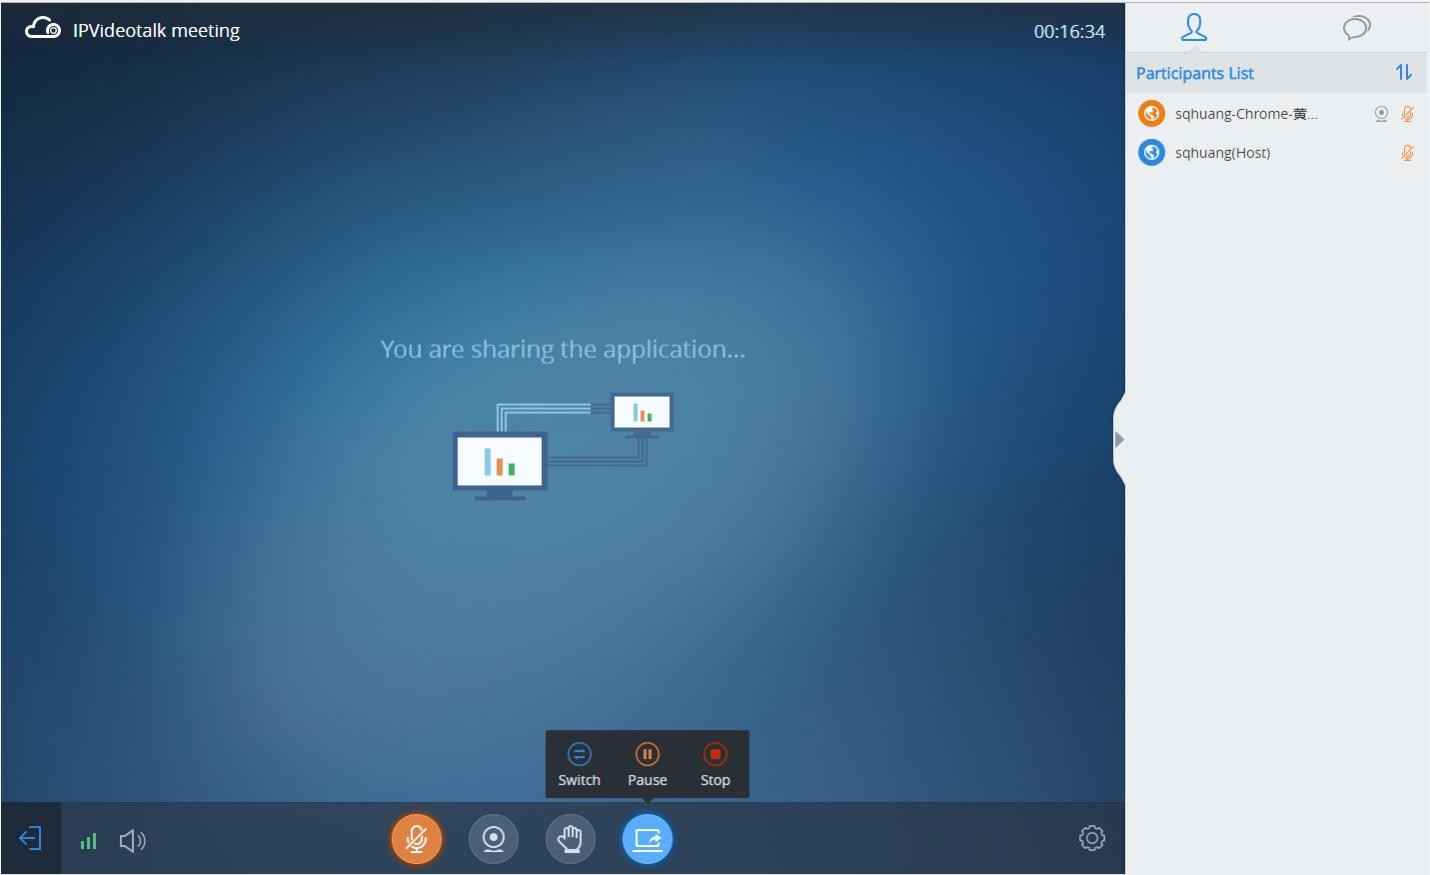 IPVideotalk meeting
00:16:34
Participants List
sqhuang-Chrome-黄...
sqhuang(Host)
You are sharing the application...
Switch
Pause
Stop